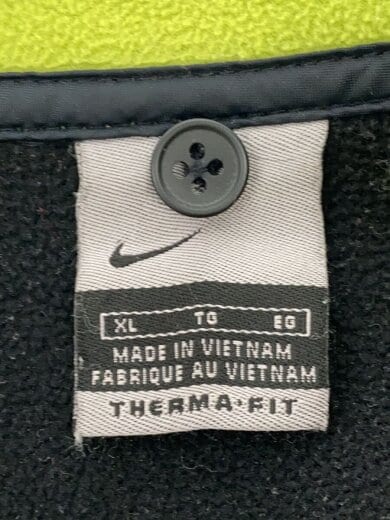 XL TG EG
MADE IN VIETNAM
FABRIQUE AU VIETNAM
THERMA·FIT